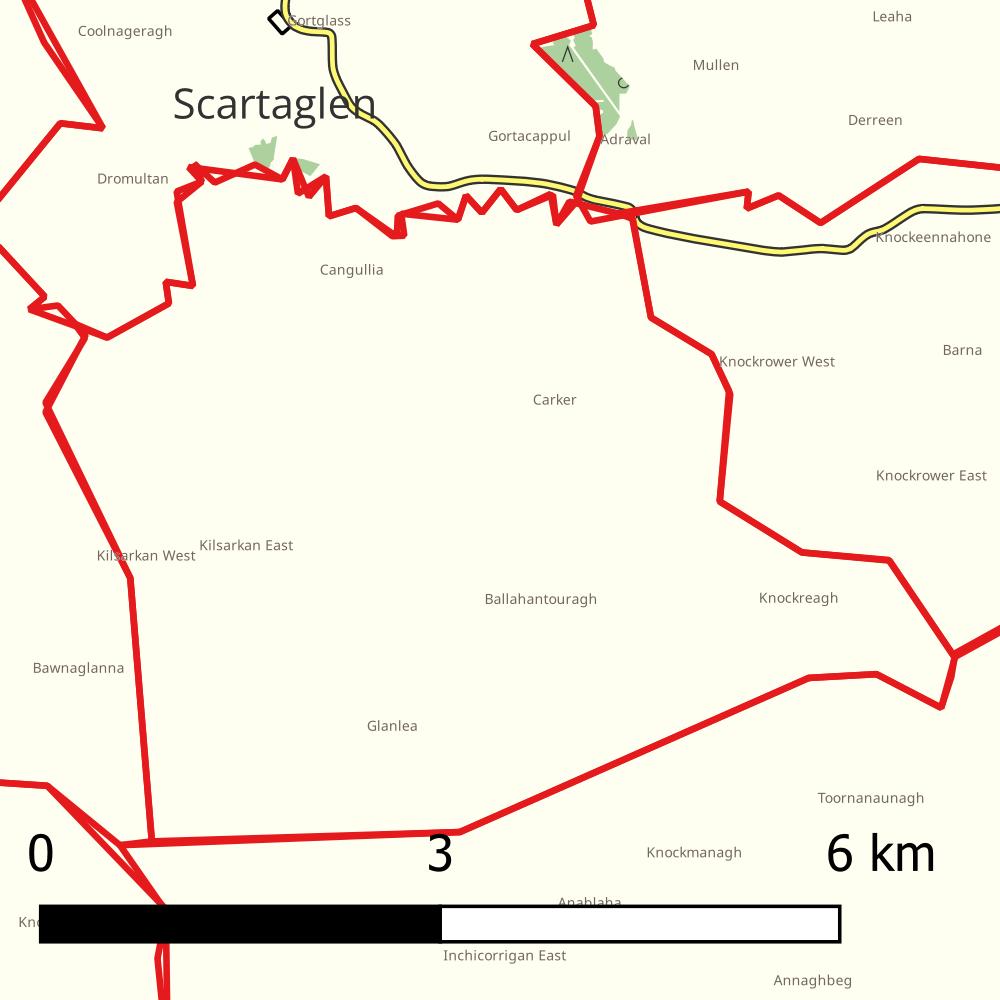 Leaha
Gortglass
Coolnageragh
Mullen
Scartaglen
Derreen
Gortacappul
Adraval
Dromultan
Knockeennahone
Cangullia
Barna
Knockrower West
Carker
Knockrower East
Kilsarkan East
Kilsarkan West
Knockreagh
Ballahantouragh
Bawnaglanna
Glanlea
Toornanaunagh
0 3 6 km
Knockmanagh
Anablaha
Inchicorrigan East
Annaghbeg